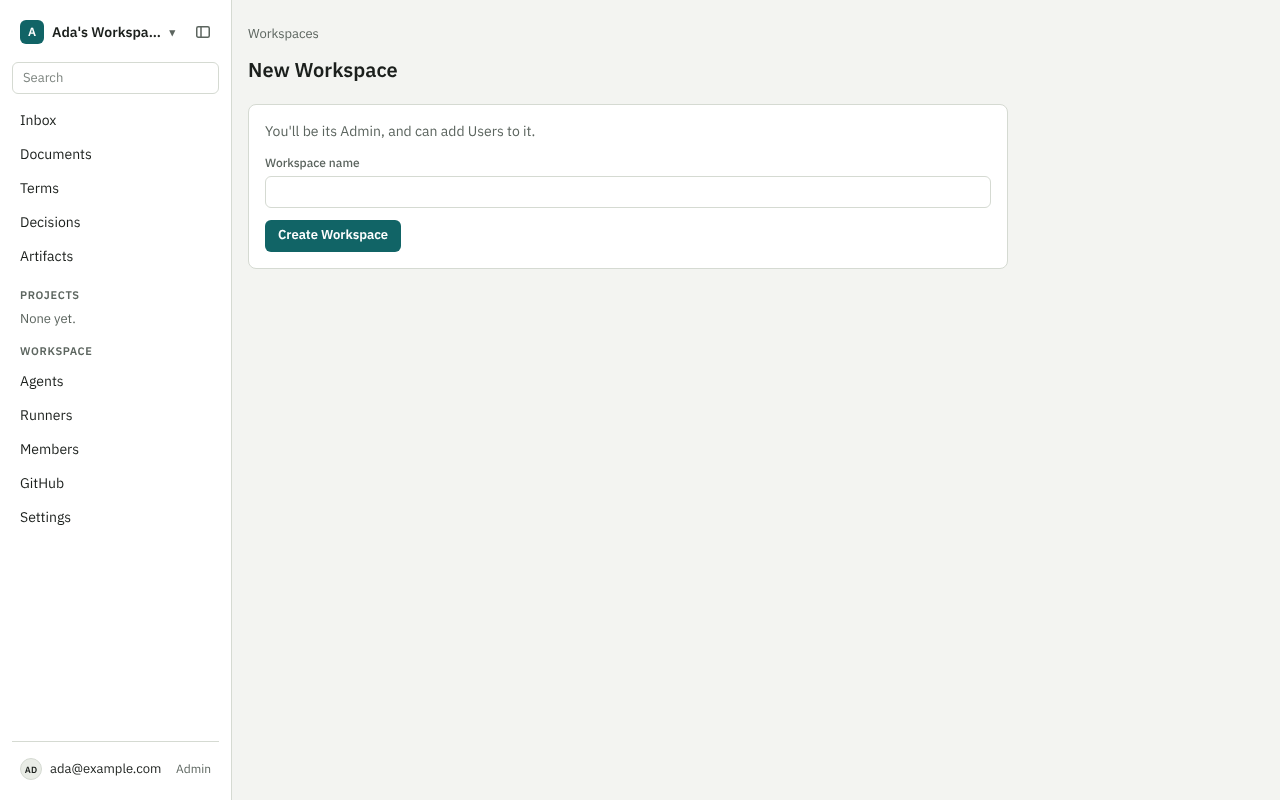 A Ada's Workspa... ▾
Search
Inbox
Documents
Terms
Decisions
Artifacts
PROJECTS
None yet.
WORKSPACE
Agents
Runners
Members
GitHub
Settings
AD ada@example.com Admin
Workspaces
New Workspace
You'll be its Admin, and can add Users to it.
Workspace name
Create Workspace